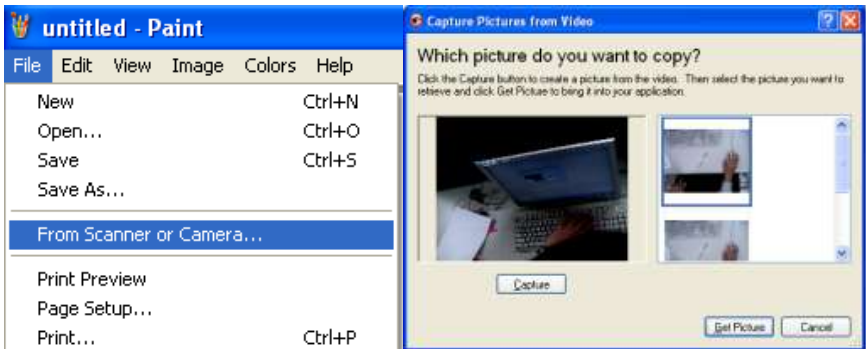 untitled - Paint
File Edit View Image Colors Help
New Ctrl+N
Open... Ctrl+O
Save Ctrl+S
Save As...
From Scanner or Camera...
Print Preview
Page Setup...
Print... Ctrl+P
Capture Pictures from Video
Which picture do you want to copy?
Click the Capture button to create a picture from the video. Then select the picture you want to
retrieve and click Get Picture to bring it into your application.
Capture
Get Picture Cancel